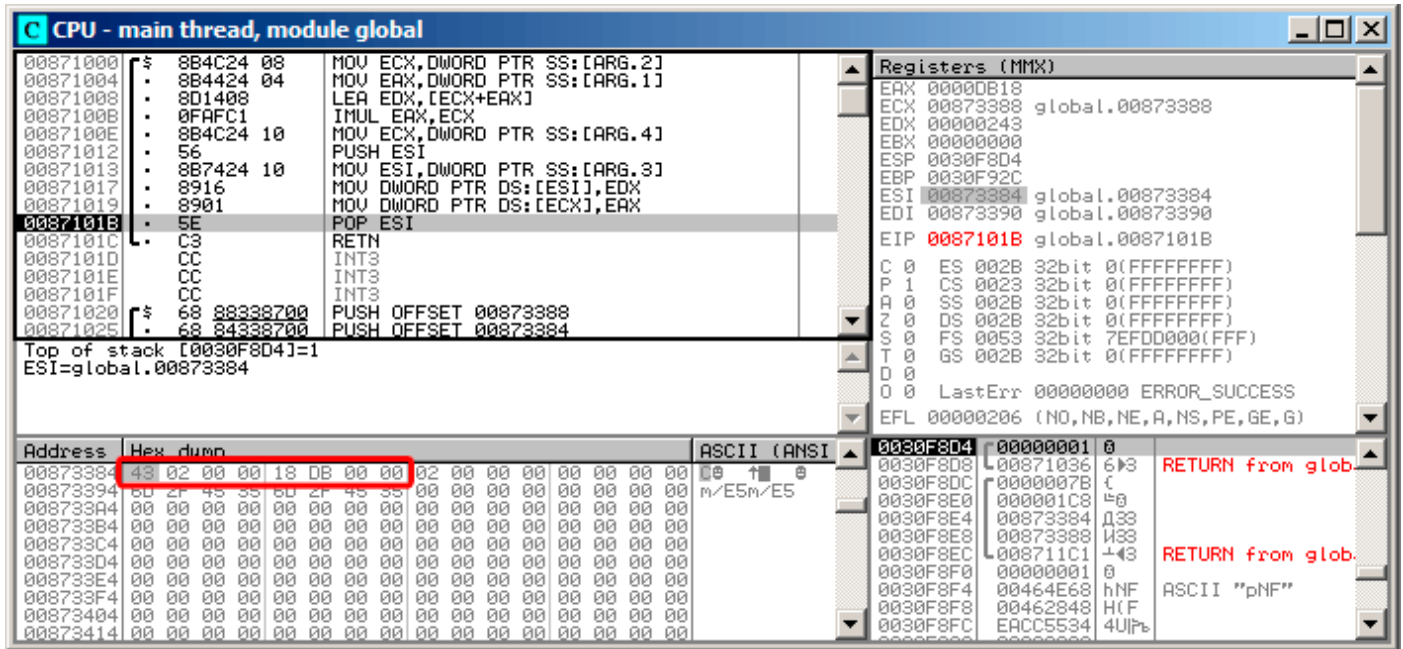 C CPU - main thread, module global
00871000 $ 8B4C24 08 MOV ECX,DWORD PTR SS:[ARG.2]
00871004 . 8B4424 04 MOV EAX,DWORD PTR SS:[ARG.1]
00871008 . 8D1408 LEA EDX,[ECX+EAX]
0087100B . 0FAFC1 IMUL EAX,ECX
0087100E . 8B4C24 10 MOV ECX,DWORD PTR SS:[ARG.4]
00871012 . 56 PUSH ESI
00871013 . 8B7424 10 MOV ESI,DWORD PTR SS:[ARG.3]
00871017 . 8916 MOV DWORD PTR DS:[ESI],EDX
00871019 . 8901 MOV DWORD PTR DS:[ECX],EAX
0087101B . 5E POP ESI
0087101C . C3 RETN
0087101D CC INT3
0087101E CC INT3
0087101F CC INT3
00871020 $ 68 88338700 PUSH OFFSET 00873388
00871025 . 68 84338700 PUSH OFFSET 00873384
Top of stack [0030F8D4]=1
ESI=global.00873384
Registers (MMX)
EAX 0000DB18
ECX 00873388 global.00873388
EDX 00000243
EBX 00000000
ESP 0030F8D4
EBP 0030F92C
ESI 00873384 global.00873384
EDI 00873390 global.00873390
EIP 0087101B global.0087101B
C 0 ES 002B 32bit 0(FFFFFFFF)
P 1 CS 0023 32bit 0(FFFFFFFF)
A 0 SS 002B 32bit 0(FFFFFFFF)
Z 0 DS 002B 32bit 0(FFFFFFFF)
S 0 FS 0053 32bit 7EFDD000(FFF)
T 0 GS 002B 32bit 0(FFFFFFFF)
D 0
O 0 LastErr 00000000 ERROR_SUCCESS
EFL 00000206 (NO,NB,NE,A,NS,PE,GE,G)
Address Hex dump ASCII (ANSI
00873384 43 02 00 00 18 DB 00 00 02 00 00 00 00 00 00 00
00873394 6D 2F 45 35 6D 2F 45 35 00 00 00 00 00 00 00 00 m/E5m/E5
008733A4 00 00 00 00 00 00 00 00 00 00 00 00 00 00 00 00
008733B4 00 00 00 00 00 00 00 00 00 00 00 00 00 00 00 00
008733C4 00 00 00 00 00 00 00 00 00 00 00 00 00 00 00 00
008733D4 00 00 00 00 00 00 00 00 00 00 00 00 00 00 00 00
008733E4 00 00 00 00 00 00 00 00 00 00 00 00 00 00 00 00
008733F4 00 00 00 00 00 00 00 00 00 00 00 00 00 00 00 00
00873404 00 00 00 00 00 00 00 00 00 00 00 00 00 00 00 00
00873414 00 00 00 00 00 00 00 00 00 00 00 00 00 00 00 00
0030F8D4 00000001
0030F8D8 00871036 6 3 RETURN from glob
0030F8DC 0000007B {
0030F8E0 000001C8
0030F8E4 00873384 Д33
0030F8E8 00873388 И33
0030F8EC 008711C1 RETURN from glob
0030F8F0 00000001
0030F8F4 00464E68 hNF ASCII "pNF"
0030F8F8 00462848 H(F
0030F8FC EACC5534 4U